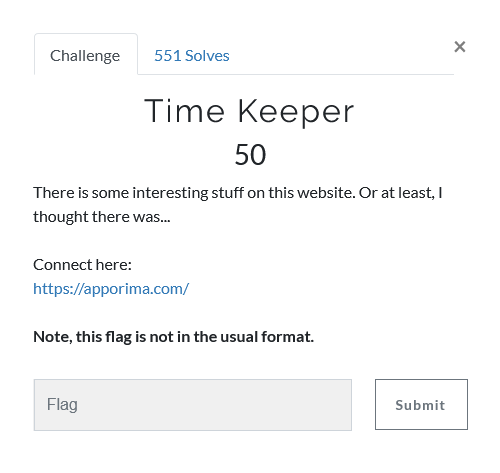 Challenge
551 Solves
×
Time Keeper
50
There is some interesting stuff on this website. Or at least, I
thought there was...
Connect here:
https://apporima.com/
Note, this flag is not in the usual format.
Flag
Submit